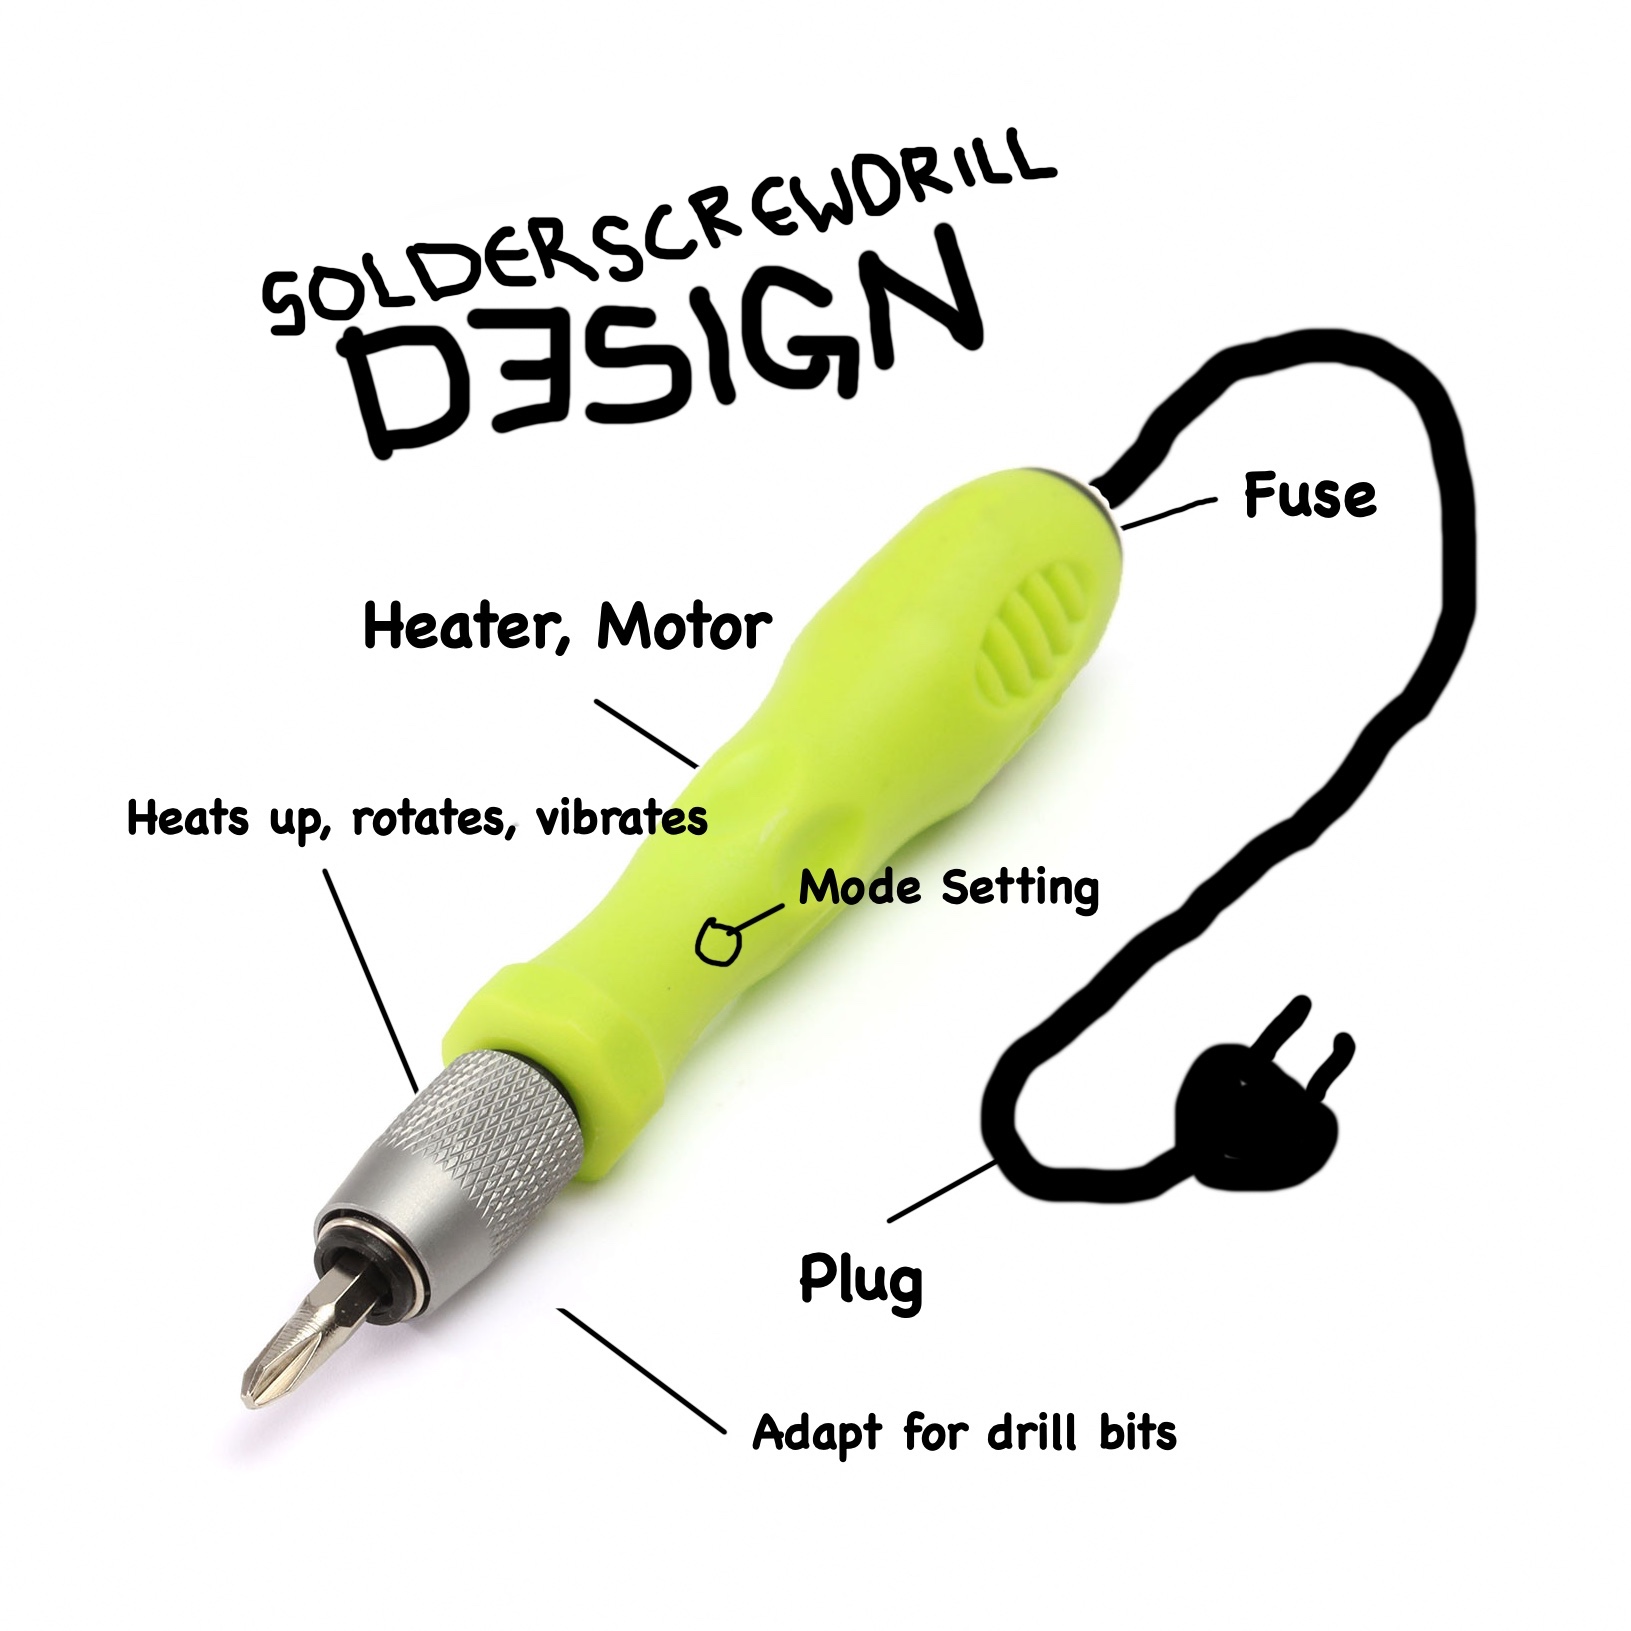 SOLDERSCREWDRILL
DESIGN
Fuse
Heater, Motor
Heats up, rotates, vibrates
Mode Setting
Plug
Adapt for drill bits